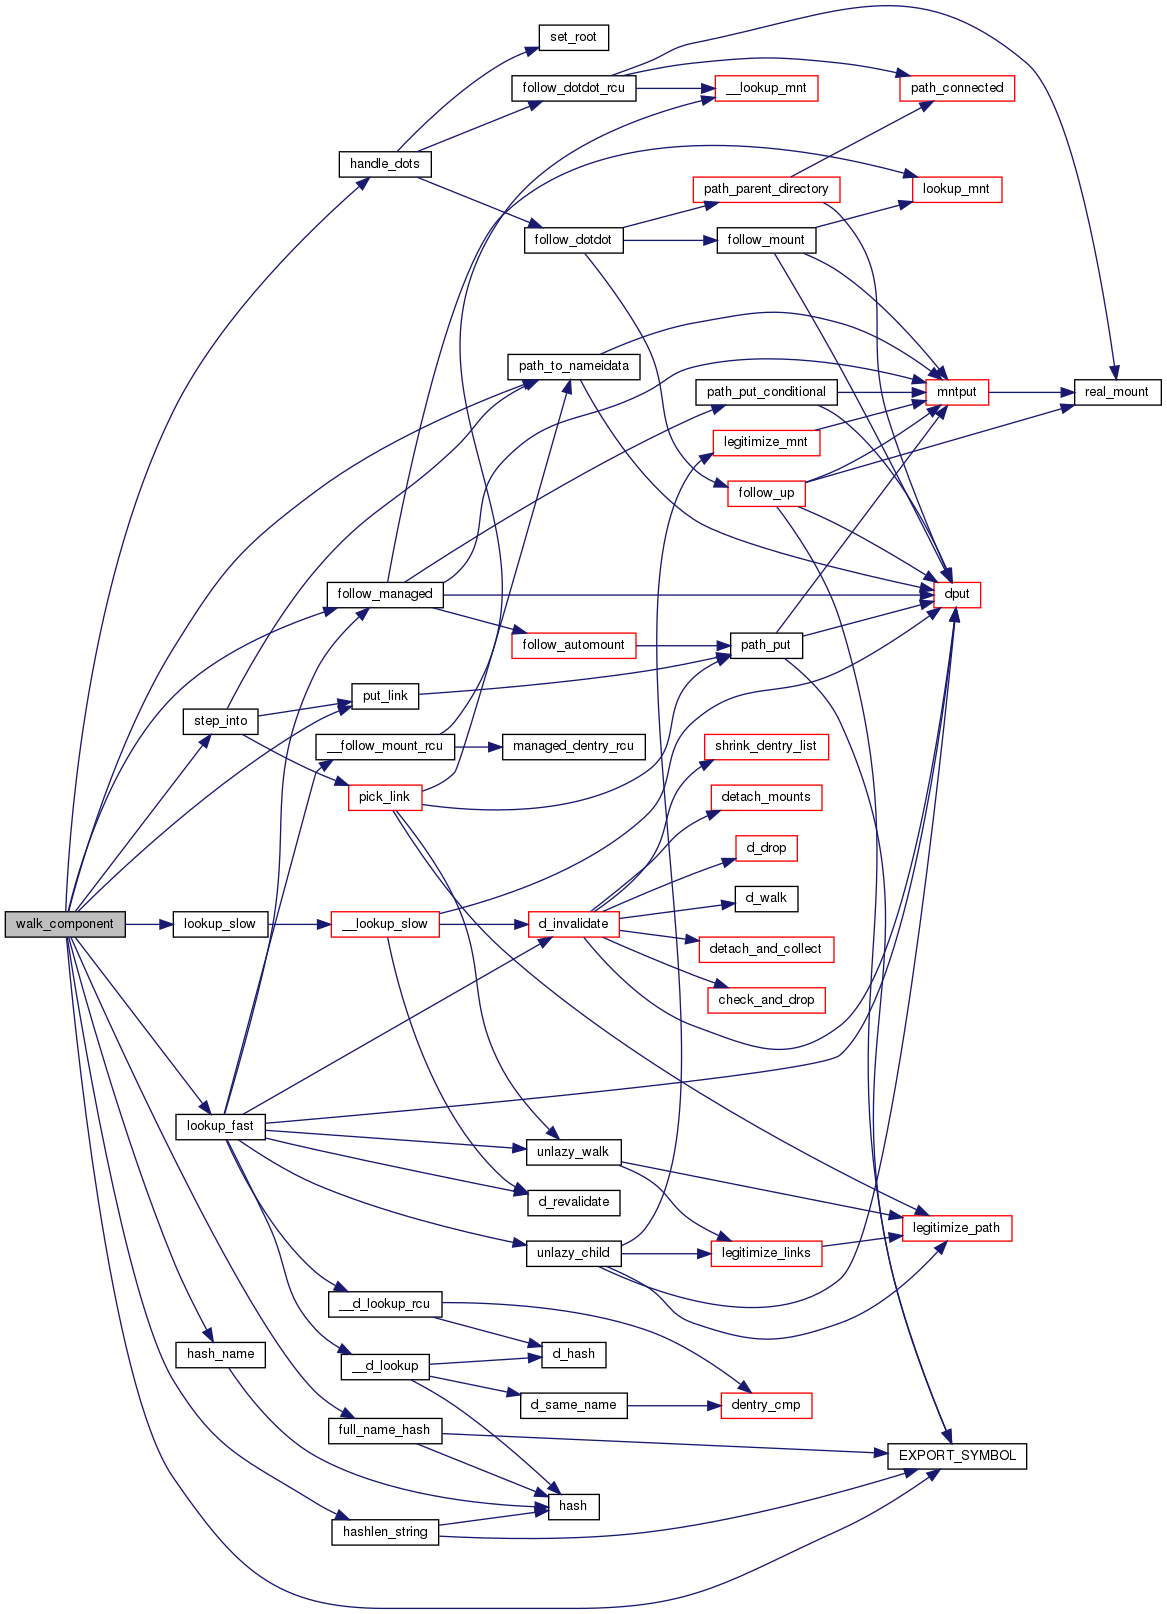 set_root
follow_dotdot_rcu
__lookup_mnt
path_connected
handle_dots
path_parent_directory
lookup_mnt
follow_dotdot
follow_mount
path_to_nameidata
path_put_conditional
mntput
real_mount
legitimize_mnt
follow_up
follow_managed
dput
follow_automount
path_put
put_link
step_into
__follow_mount_rcu
managed_dentry_rcu
shrink_dentry_list
pick_link
detach_mounts
d_drop
d_walk
walk_component
lookup_slow
__lookup_slow
d_invalidate
detach_and_collect
check_and_drop
lookup_fast
unlazy_walk
d_revalidate
legitimize_path
unlazy_child
legitimize_links
__d_lookup_rcu
hash_name
d_hash
__d_lookup
d_same_name
dentry_cmp
full_name_hash
EXPORT_SYMBOL
hash
hashlen_string